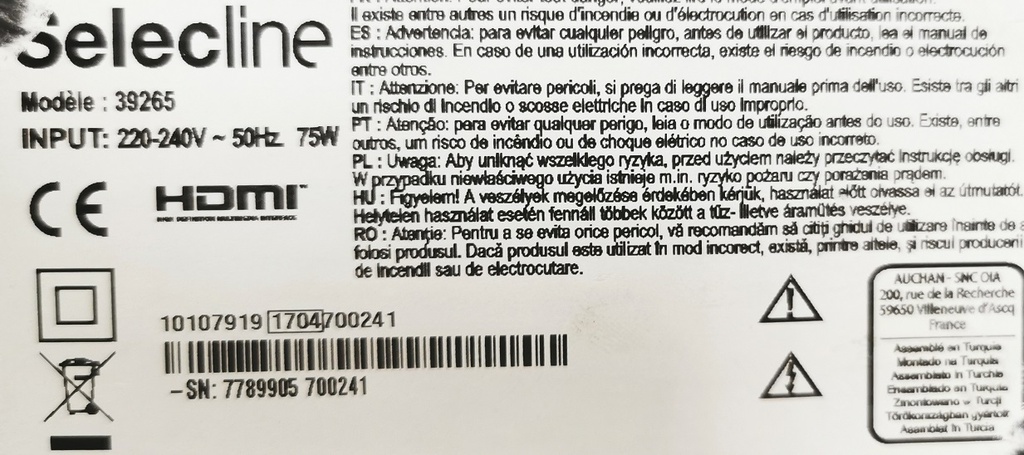 Selecline
Modèle : 39265
INPUT: 220-240V ~ 50Hz 75W
CE
HDMI
HIGH DEFINITION MULTIMEDIA INTERFACE
Il existe entre autres un risque d'incendie ou d'électrocution en cas d'utilisation incorrecte.
ES : Advertencia: para evitar cualquier peligro, antes de utilizar el producto, lea el manual de
instrucciones. En caso de una utilización incorrecta, existe el riesgo de incendio o electrocución
entre otros.
IT : Attenzione: Per evitare pericoli, si prega di leggere il manuale prima dell'uso. Esiste tra gli altri
un rischio di incendio o scosse elettriche in caso di uso improprio.
PT : Atenção: para evitar qualquer perigo, leia o modo de utilização antes do uso. Existe, entre
outros, um risco de incêndio ou de choque elétrico no caso de uso incorreto.
PL : Uwaga: Aby uniknąć wszelkiego ryzyka, przed użyciem należy przeczytać instrukcję obsługi.
W przypadku niewłaściwego użycia istnieje m.in. ryzyko pożaru czy porażenia prądem.
HU : Figyelem! A veszélyek megelőzése érdekében kérjük, használat előtt olvassa el az útmutatót.
Helytelen használat esetén fennáll többek között a tűz- illetve áramütés veszélye.
RO : Atenție: Pentru a se evita orice pericol, vă recomandăm să citiți ghidul de utilizare înainte de a
folosi produsul. Dacă produsul este utilizat în mod incorect, există, printre altele, și riscul producerii
de incendii sau de electrocutare.
10107919 1704 700241
-SN: 7789905 700241
AUCHAN - SNC OIA
200, rue de la Recherche
59650 Villeneuve d'Ascq
France
Assemblé en Turquie
Montado na Turquia
Assemblato in Turchia
Ensamblado en Turquía
Zmontowano w Turcji
Törökországban gyártott
Asamblat în Turcia